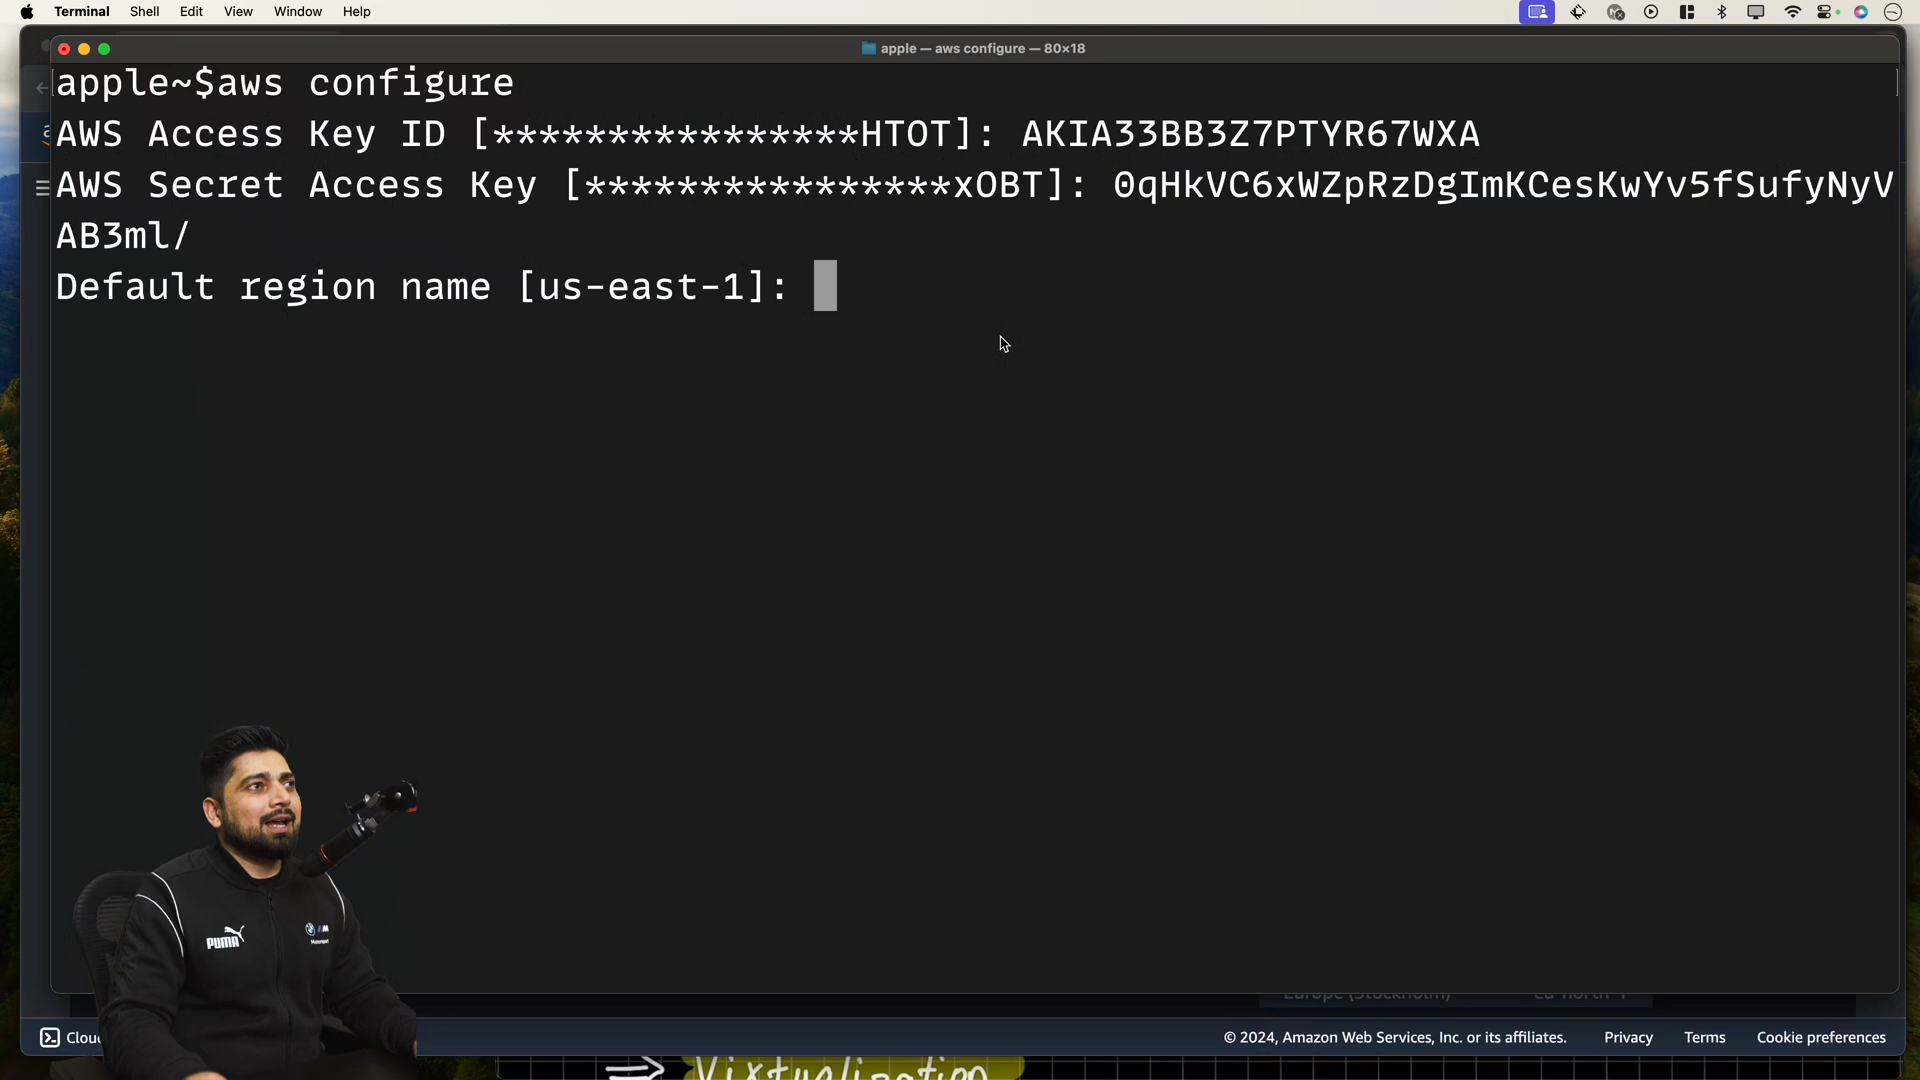 Terminal Shell Edit View Window Help
apple — aws configure — 80×18
apple~$aws configure
AWS Access Key ID [****************HTOT]: AKIA33BB3Z7PTYR67WXA
AWS Secret Access Key [****************xOBT]: 0qHkVC6xWZpRzDgImKCesKwYv5fSufyNyV
AB3ml/
Default region name [us-east-1]:
PUMA
Europe (Stockholm)
© 2024, Amazon Web Services, Inc. or its affiliates. Privacy Terms Cookie preferences